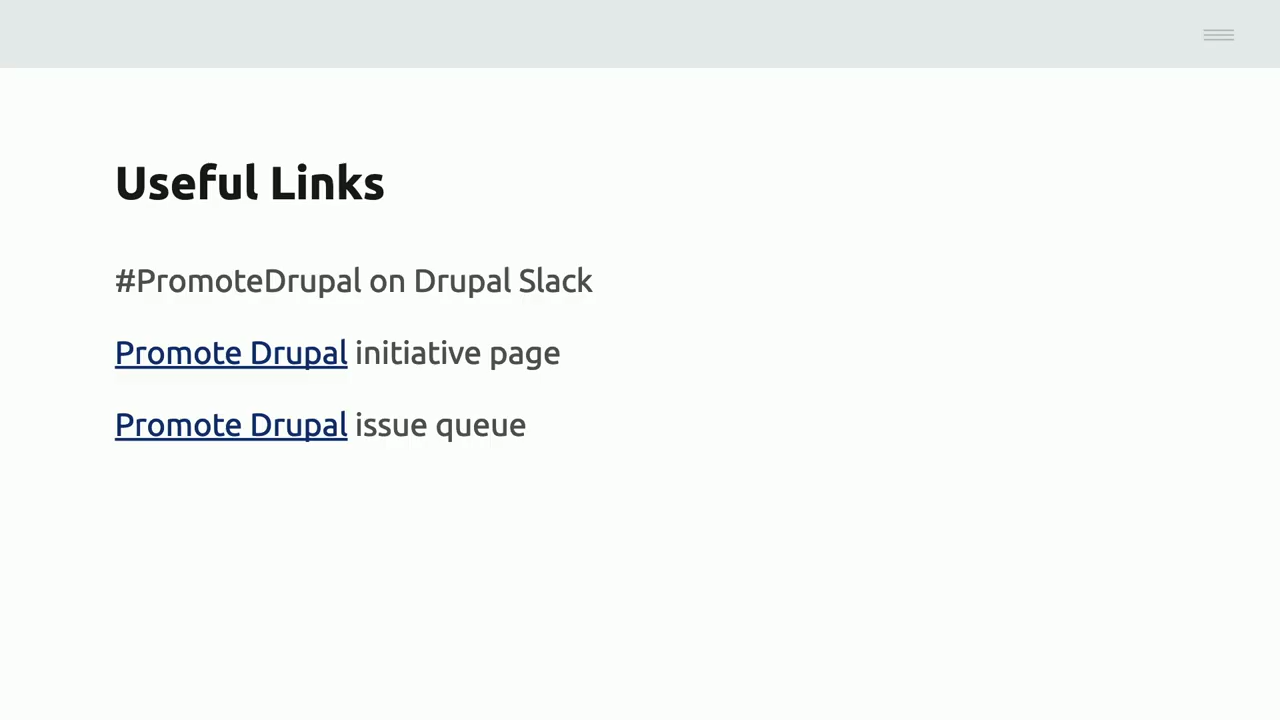 Useful Links
#PromoteDrupal on Drupal Slack
Promote Drupal initiative page
Promote Drupal issue queue